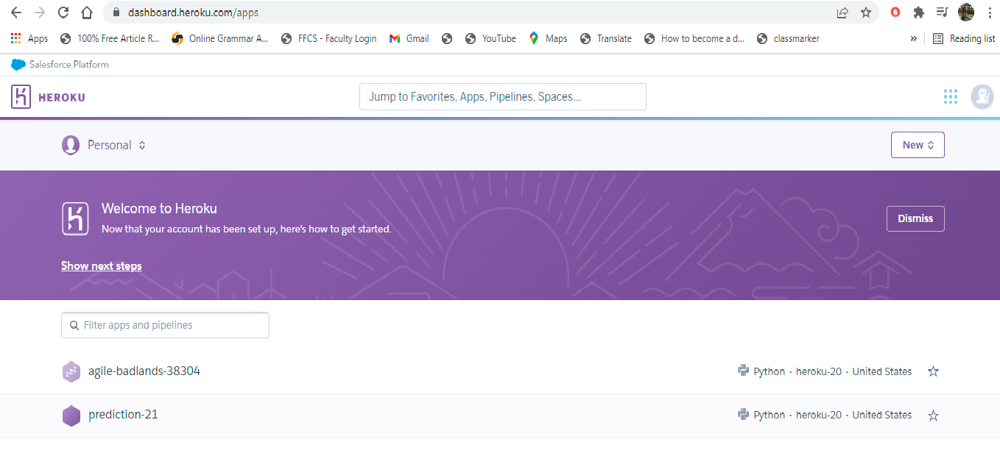 dashboard.heroku.com/apps
Apps 100% Free Article R... Online Grammar A... FFCS - Faculty Login Gmail YouTube Maps Translate How to become a d... classmarker » Reading list
Salesforce Platform
HEROKU Jump to Favorites, Apps, Pipelines, Spaces...
Personal New
Welcome to Heroku
Now that your account has been set up, here's how to get started.
Dismiss
Show next steps
Filter apps and pipelines
zzZ agile-badlands-38304 Python · heroku-20 · United States
prediction-21 Python · heroku-20 · United States